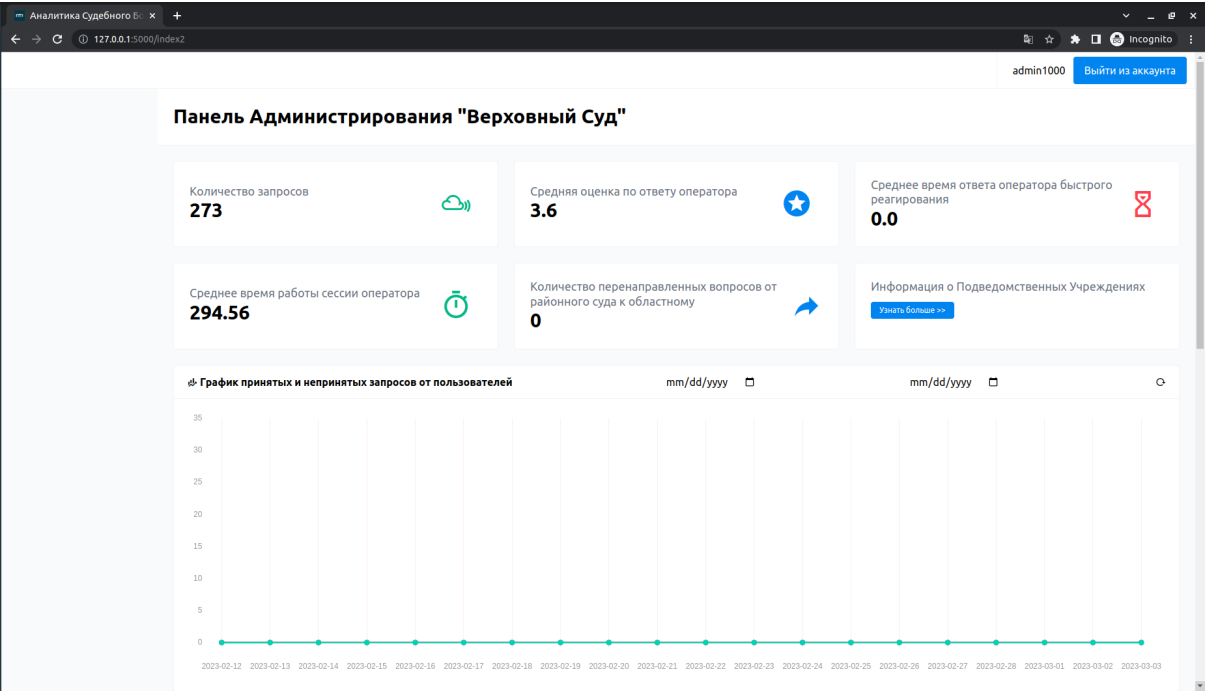 Аналитика Судебного Бо
127.0.0.1:5000/index2
Incognito
admin1000
Выйти из аккаунта
Панель Администрирования "Верховный Суд"
Количество запросов
273
Средняя оценка по ответу оператора
3.6
Среднее время ответа оператора быстрого
реагирования
0.0
Среднее время работы сессии оператора
294.56
Количество перенаправленных вопросов от
районного суда к областному
0
Информация о Подведомственных Учреждениях
Узнать больше >>
График принятых и непринятых запросов от пользователей
mm/dd/yyyy
mm/dd/yyyy
35
30
25
20
15
10
5
0
2023-02-12 2023-02-13 2023-02-14 2023-02-15 2023-02-16 2023-02-17 2023-02-18 2023-02-19 2023-02-20 2023-02-21 2023-02-22 2023-02-23 2023-02-24 2023-02-25 2023-02-26 2023-02-27 2023-02-28 2023-03-01 2023-03-02 2023-03-03